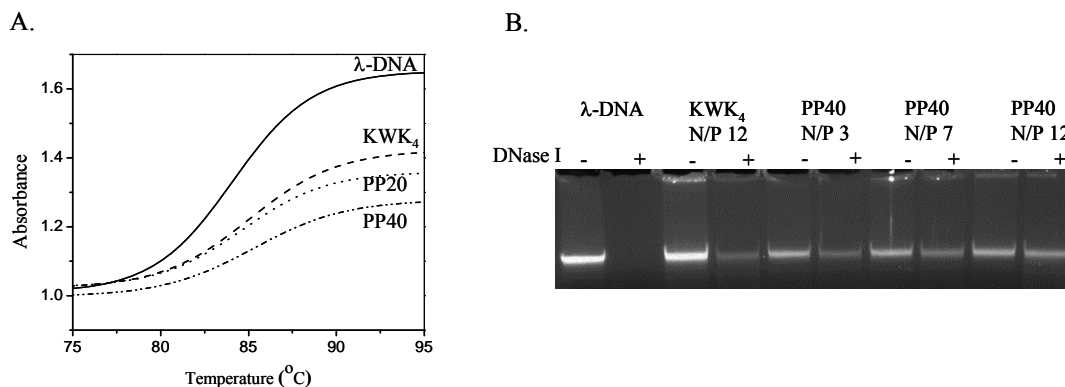 A.
Absorbance
1.6
1.4
1.2
1.0
λ-DNA
KWK₄
PP20
PP40
75 80 85 90 95
Temperature (°C)
B.
λ-DNA KWK₄ PP40 PP40 PP40
N/P 12 N/P 3 N/P 7 N/P 12
DNase I - + - + - + - + - +